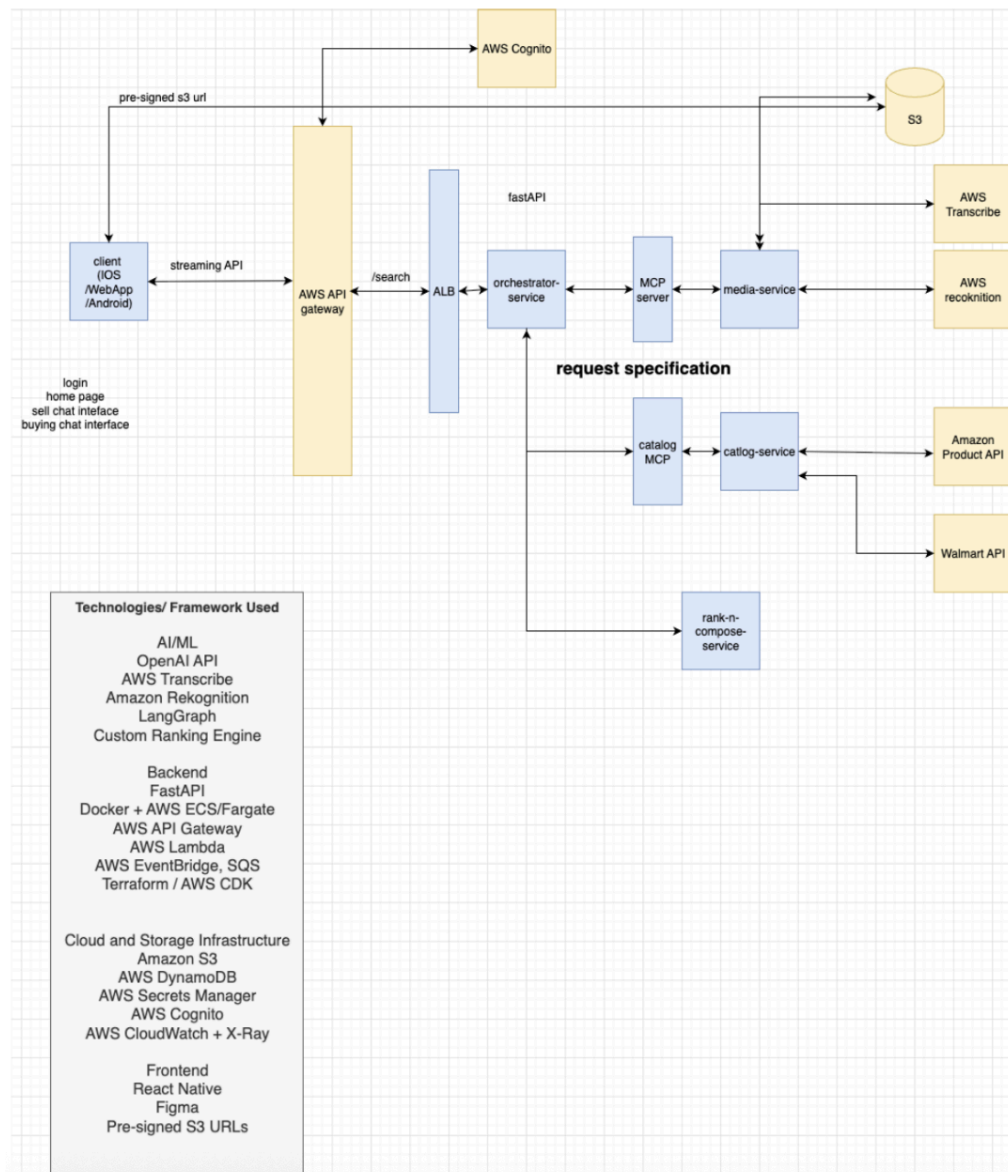 AWS Cognito
pre-signed s3 url
S3
fastAPI
AWS
Transcribe
client
(IOS
/WebApp
/Android)
streaming API
AWS API
gateway
/search
ALB
orchestrator-
service
MCP
server
media-service
AWS
recoknition
request specification
login
home page
sell chat inteface
buying chat interface
catalog
MCP
catlog-service
Amazon
Product API
Walmart API
rank-n-
compose-
service
Technologies/ Framework Used
AI/ML
OpenAI API
AWS Transcribe
Amazon Rekognition
LangGraph
Custom Ranking Engine
Backend
FastAPI
Docker + AWS ECS/Fargate
AWS API Gateway
AWS Lambda
AWS EventBridge, SQS
Terraform / AWS CDK
Cloud and Storage Infrastructure
Amazon S3
AWS DynamoDB
AWS Secrets Manager
AWS Cognito
AWS CloudWatch + X-Ray
Frontend
React Native
Figma
Pre-signed S3 URLs